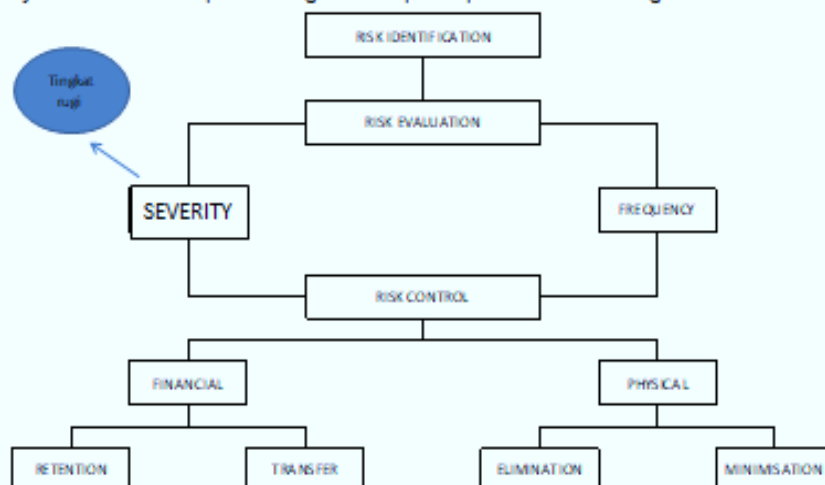 RISK IDENTIFICATION
Tingkat
rugi
RISK EVALUATION
SEVERITY
FREQUENCY
RISK CONTROL
FINANCIAL
PHYSICAL
RETENTION
TRANSFER
ELIMINATION
MINIMISATION